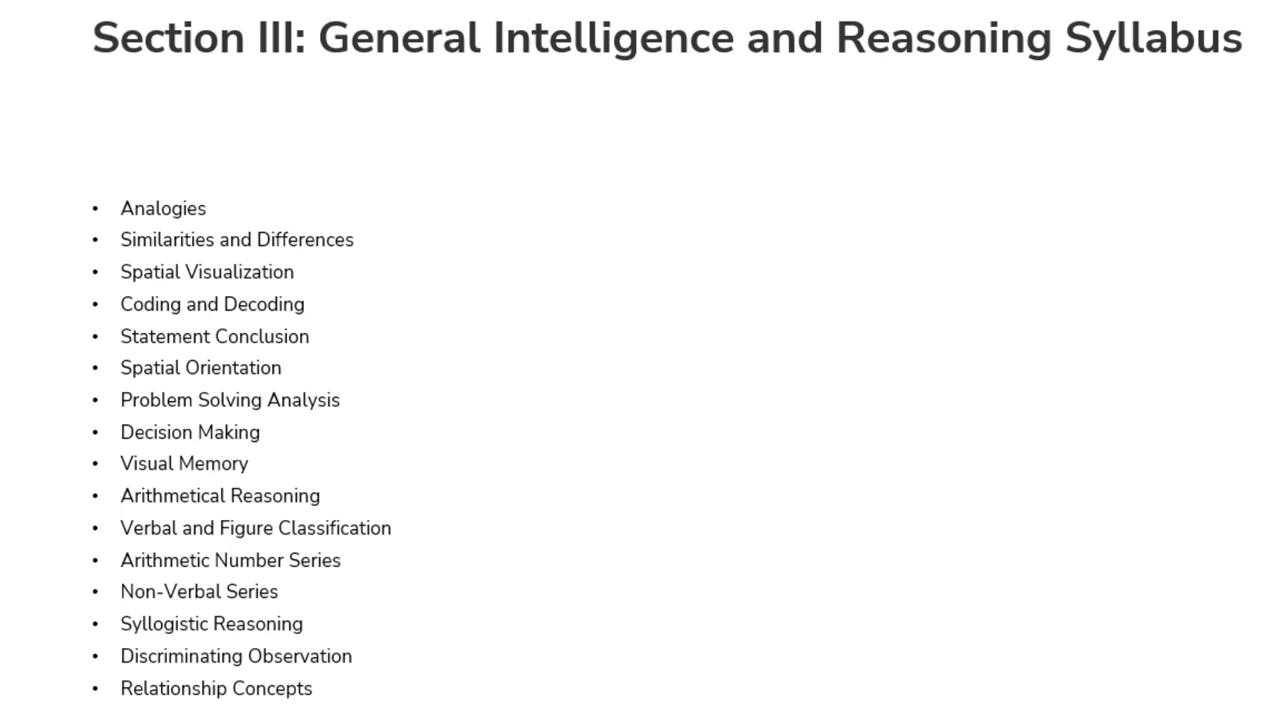 Section III: General Intelligence and Reasoning Syllabus
• Analogies
• Similarities and Differences
• Spatial Visualization
• Coding and Decoding
• Statement Conclusion
• Spatial Orientation
• Problem Solving Analysis
• Decision Making
• Visual Memory
• Arithmetical Reasoning
• Verbal and Figure Classification
• Arithmetic Number Series
• Non-Verbal Series
• Syllogistic Reasoning
• Discriminating Observation
• Relationship Concepts